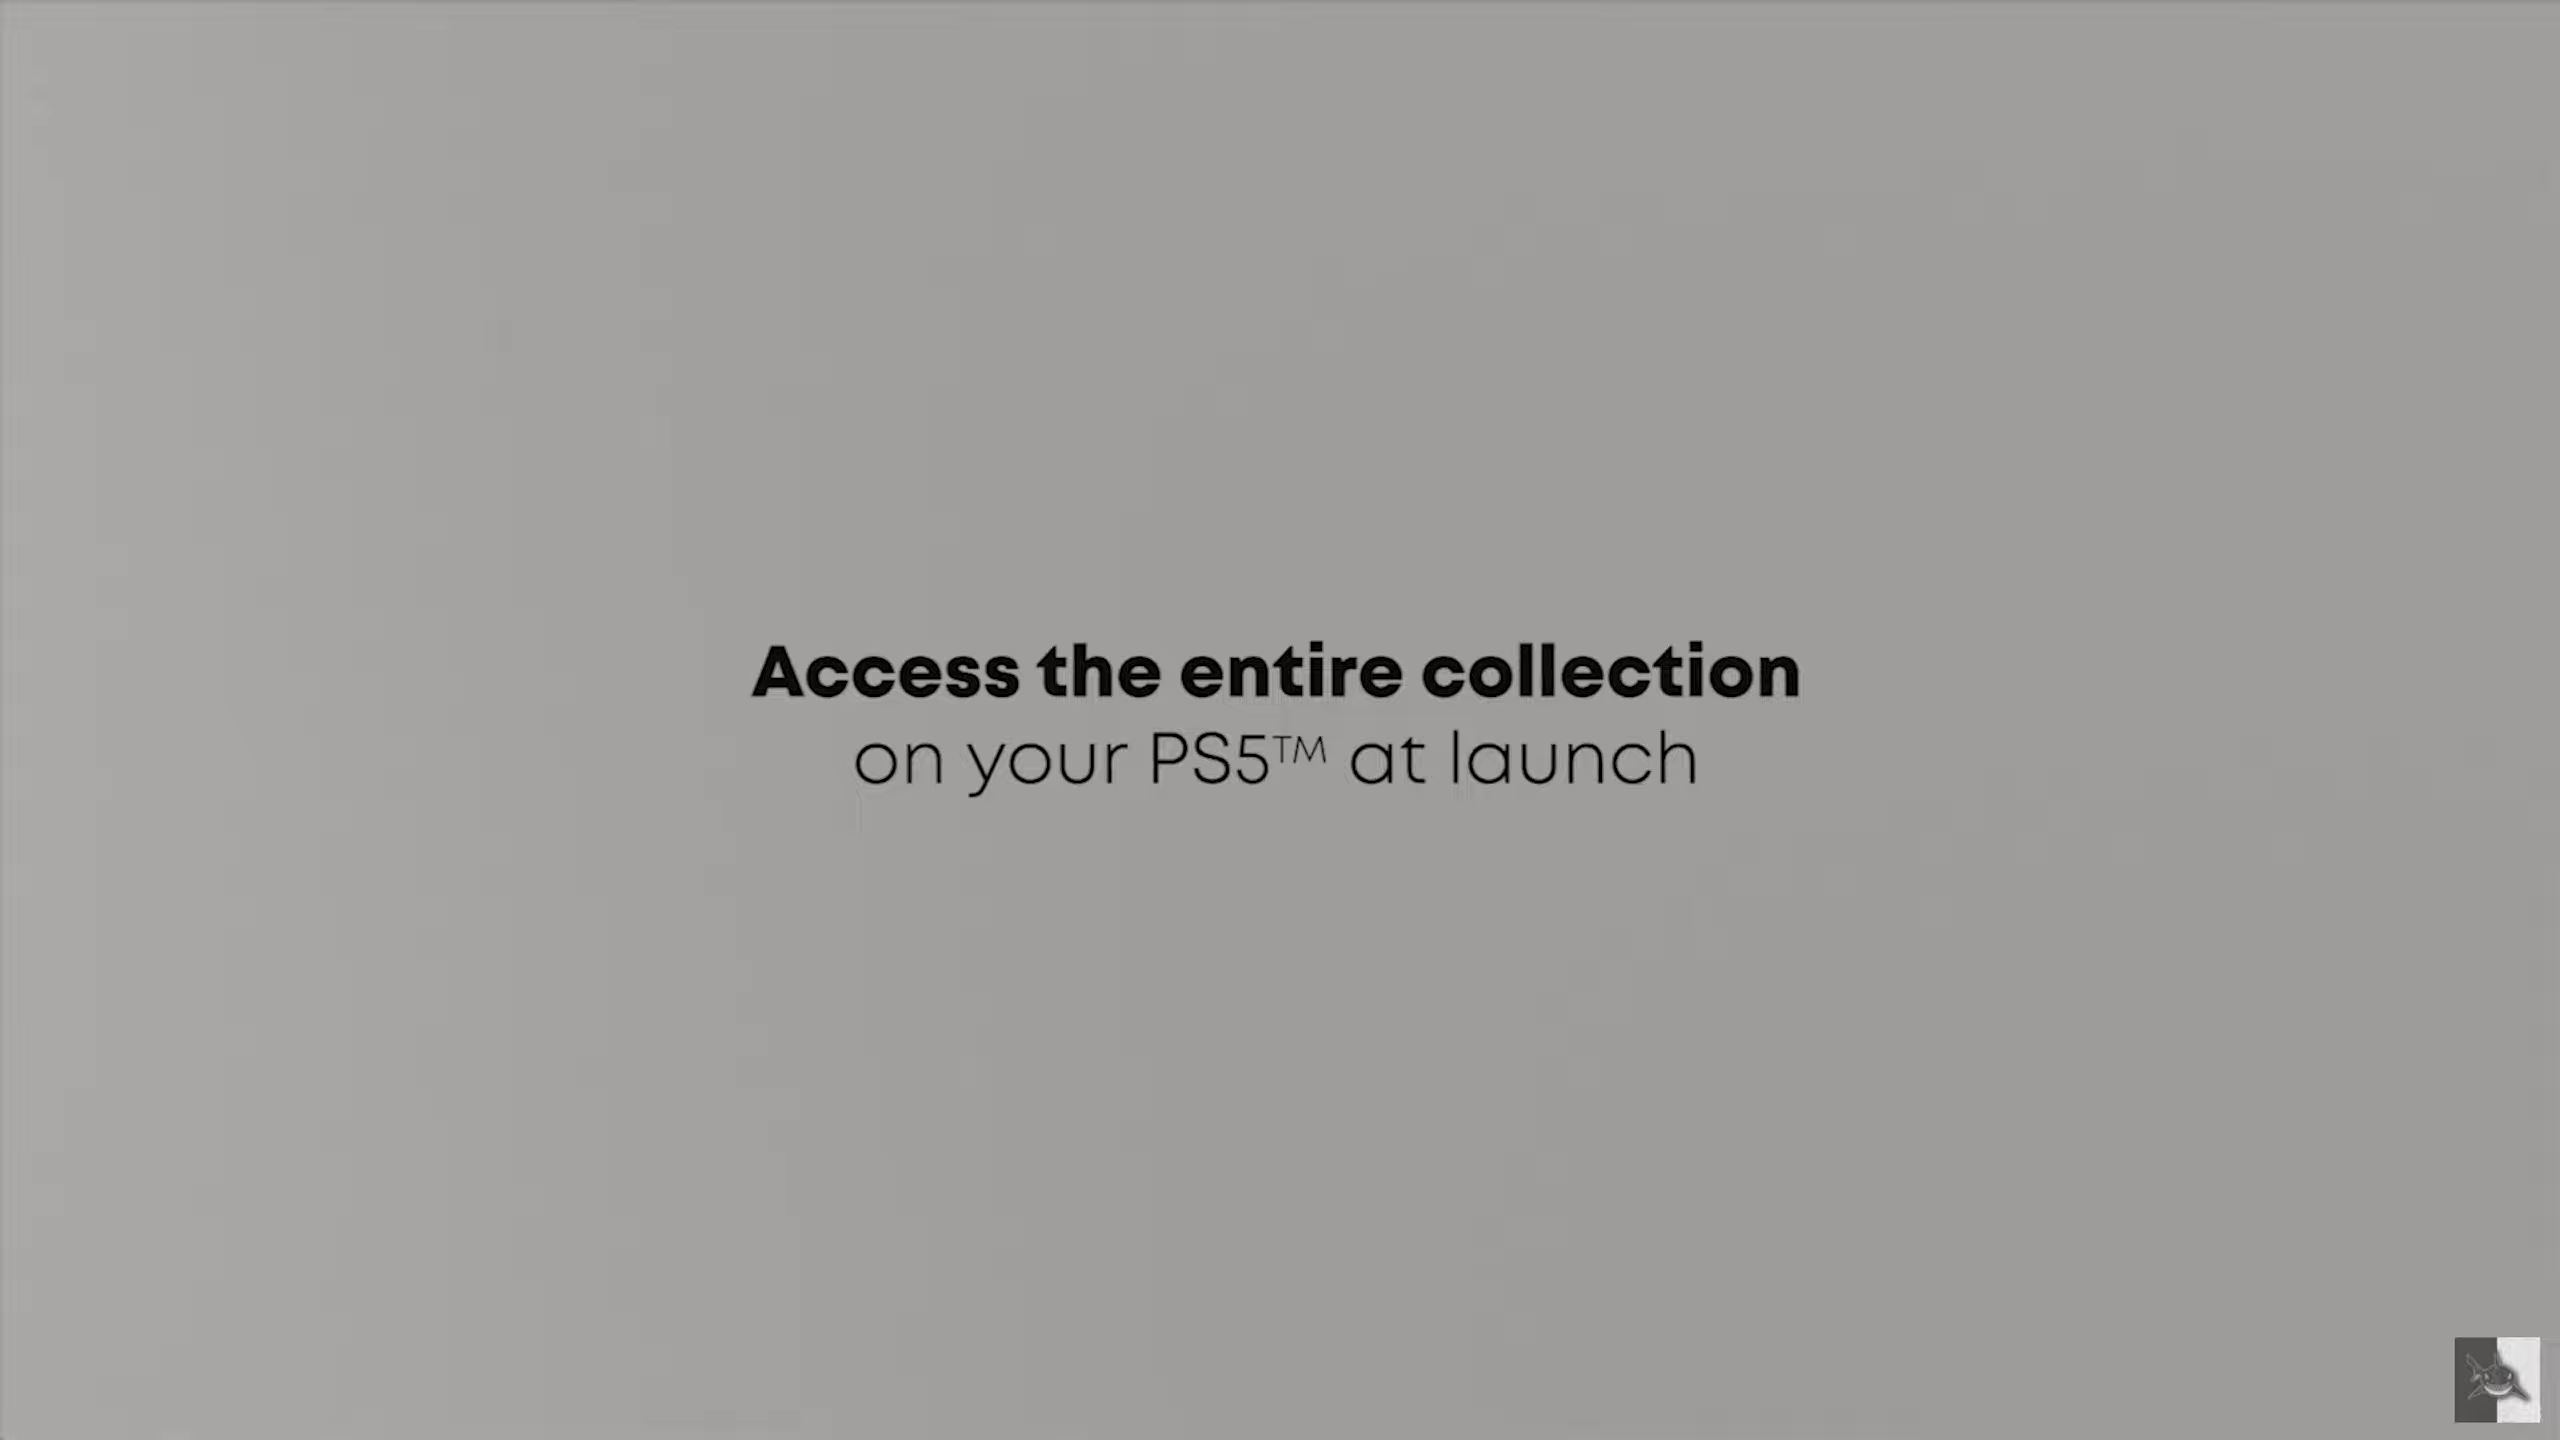 Access the entire collection
on your PS5™ at launch